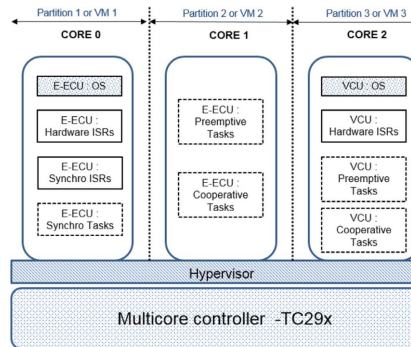 Partition 1 or VM 1
Partition 2 or VM 2
Partition 3 or VM 3
CORE 0
CORE 1
CORE 2
E-ECU : OS
E-ECU :
Hardware ISRs
E-ECU :
Synchro ISRs
E-ECU :
Synchro Tasks
E-ECU :
Preemptive
Tasks
E-ECU :
Cooperative
Tasks
VCU : OS
VCU :
Hardware ISRs
VCU :
Preemptive
Tasks
VCU :
Cooperative
Tasks
Hypervisor
Multicore controller -TC29x